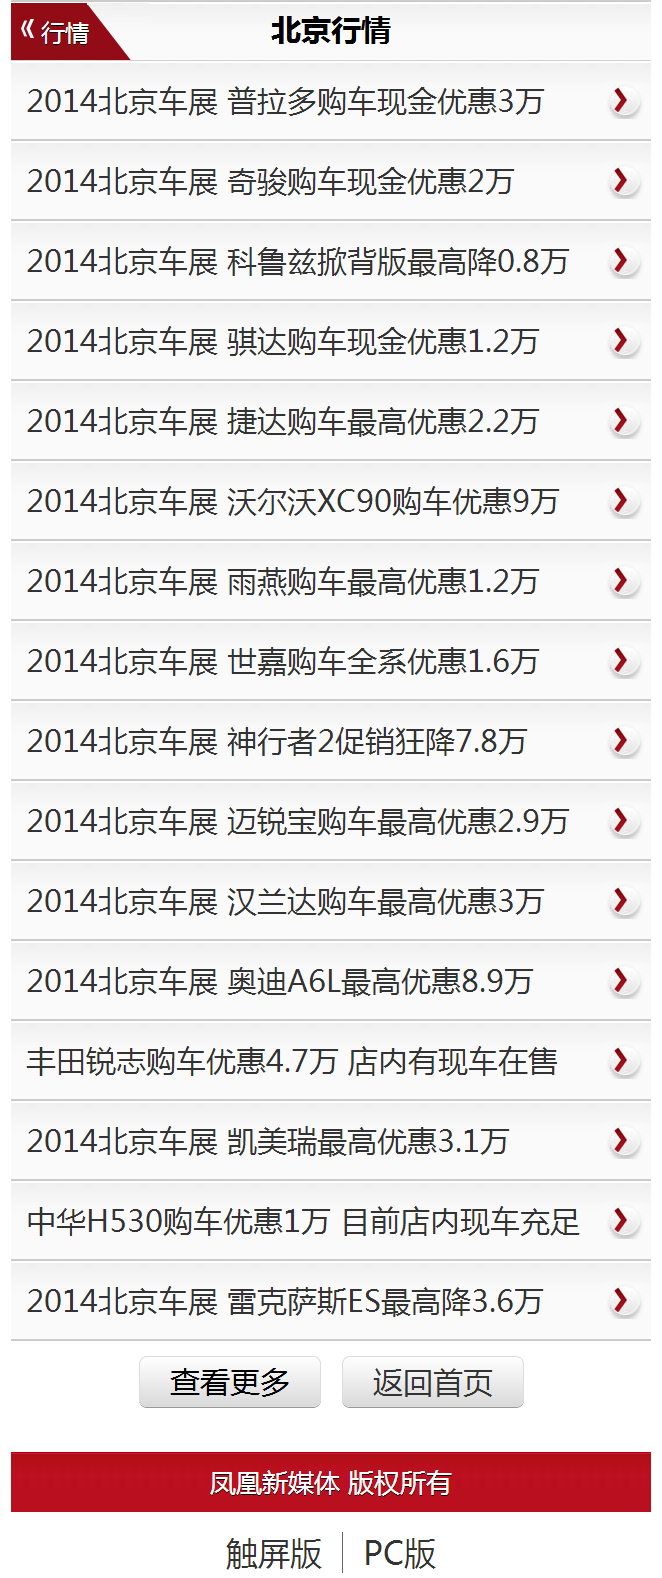 《 行情
北京行情
2014北京车展 普拉多购车现金优惠3万
2014北京车展 奇骏购车现金优惠2万
2014北京车展 科鲁兹掀背版最高降0.8万
2014北京车展 骐达购车现金优惠1.2万
2014北京车展 捷达购车最高优惠2.2万
2014北京车展 沃尔沃XC90购车优惠9万
2014北京车展 雨燕购车最高优惠1.2万
2014北京车展 世嘉购车全系优惠1.6万
2014北京车展 神行者2促销狂降7.8万
2014北京车展 迈锐宝购车最高优惠2.9万
2014北京车展 汉兰达购车最高优惠3万
2014北京车展 奥迪A6L最高优惠8.9万
丰田锐志购车优惠4.7万 店内有现车在售
2014北京车展 凯美瑞最高优惠3.1万
中华H530购车优惠1万 目前店内现车充足
2014北京车展 雷克萨斯ES最高降3.6万
查看更多 返回首页
凤凰新媒体 版权所有
触屏版 | PC版